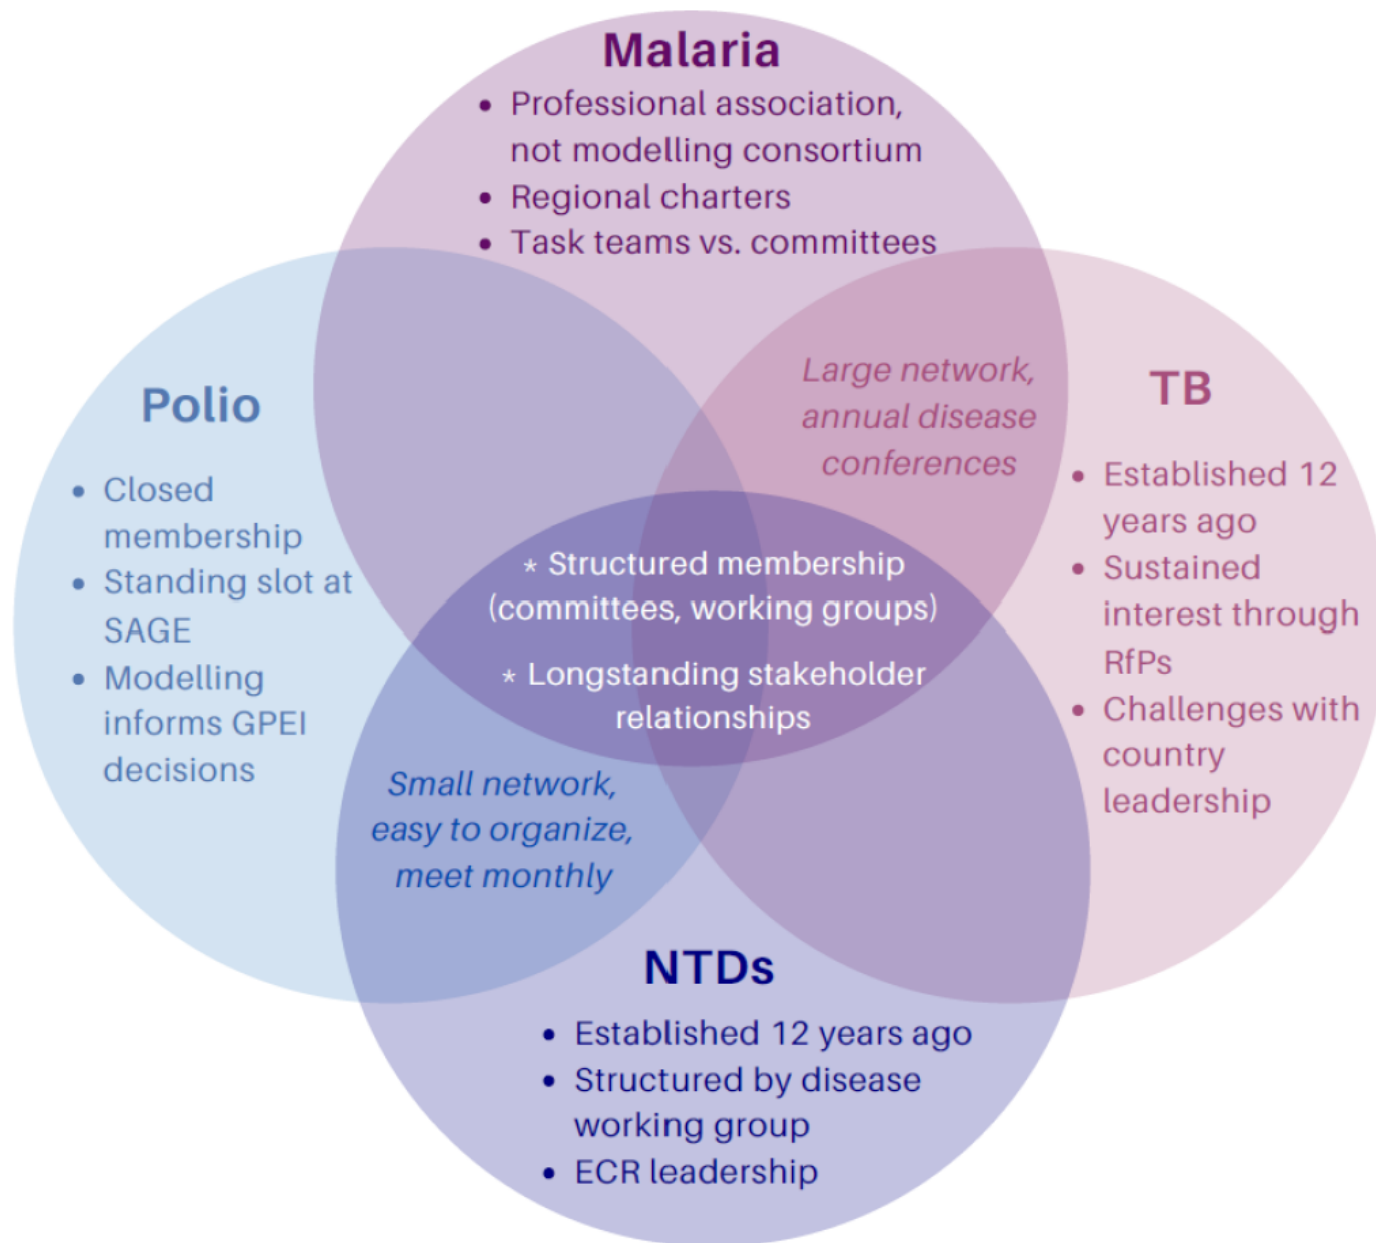 Malaria
• Professional association,
not modelling consortium
• Regional charters
• Task teams vs. committees
Polio
• Closed
membership
• Standing slot at
SAGE
• Modelling
informs GPEI
decisions
Large network,
annual disease
conferences
TB
• Established 12
years ago
• Sustained
interest through
RfPs
• Challenges with
country
leadership
* Structured membership
(committees, working groups)
* Longstanding stakeholder
relationships
Small network,
easy to organize,
meet monthly
NTDs
• Established 12 years ago
• Structured by disease
working group
• ECR leadership